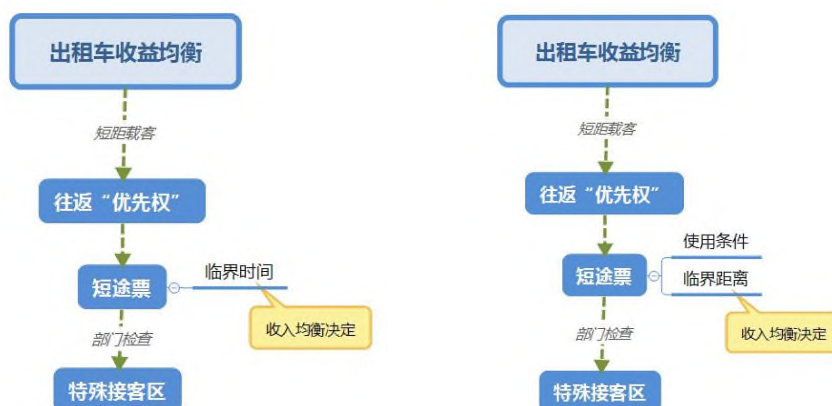 出租车收益均衡
短距载客
往返“优先权”
短途票
临界时间
收入均衡决定
部门检查
特殊接客区
出租车收益均衡
短距载客
往返“优先权”
短途票
使用条件
临界距离
收入均衡决定
部门检查
特殊接客区